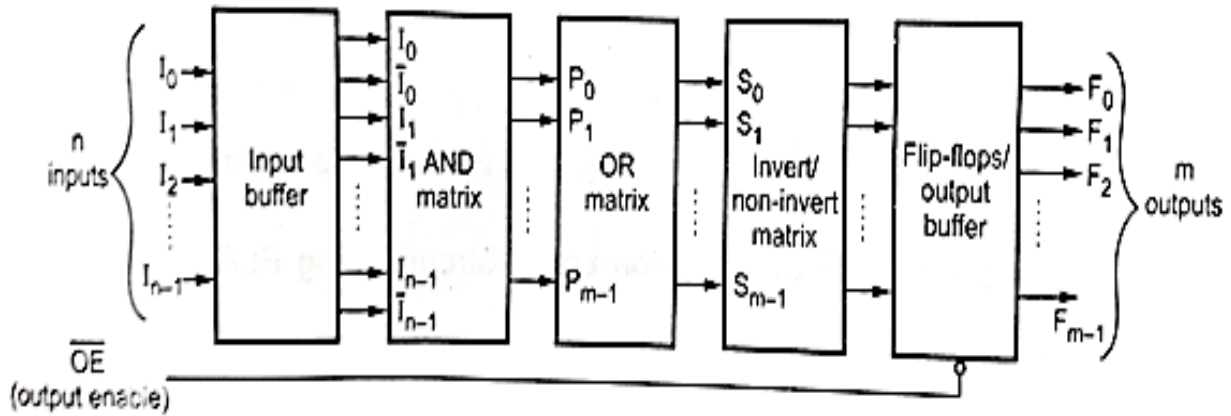 n
inputs
I₀
I₁
I₂
Iₙ₋₁
Input
buffer
I₀
Ī₀
I₁
Ī₁
AND
matrix
Iₙ₋₁
Īₙ₋₁
P₀
P₁
OR
matrix
Pₘ₋₁
S₀
S₁
Invert/
non-invert
matrix
Sₘ₋₁
Flip-flops/
output
buffer
F₀
F₁
F₂
Fₘ₋₁
m
outputs
O̅E̅
(output enable)